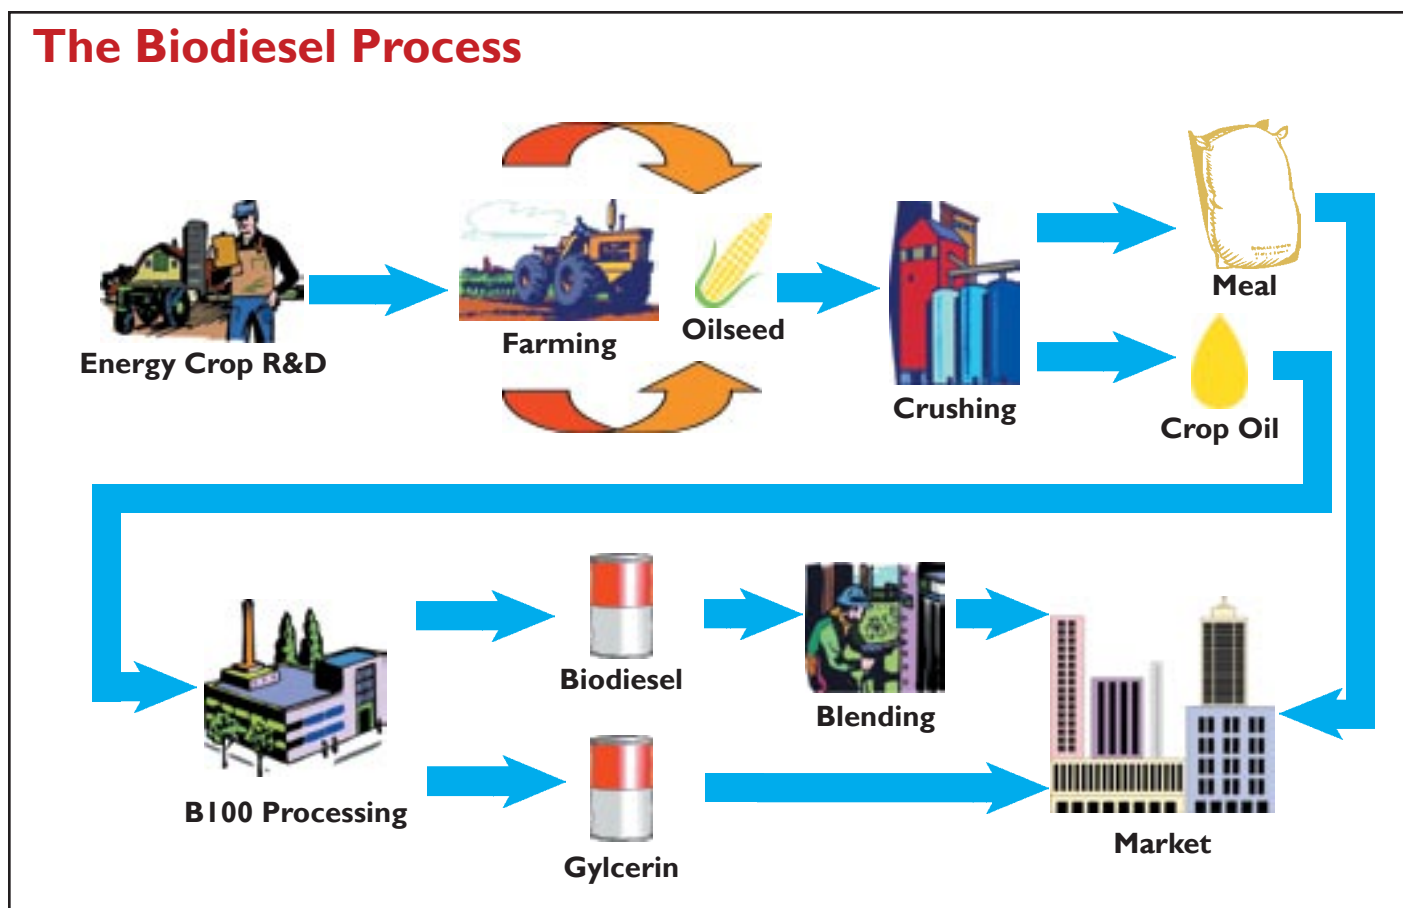 The Biodiesel Process
Meal
Oilseed
Farming
Energy Crop R&D
Crushing
Crop Oil
Biodiesel
Blending
B100 Processing
Market
Gylcerin